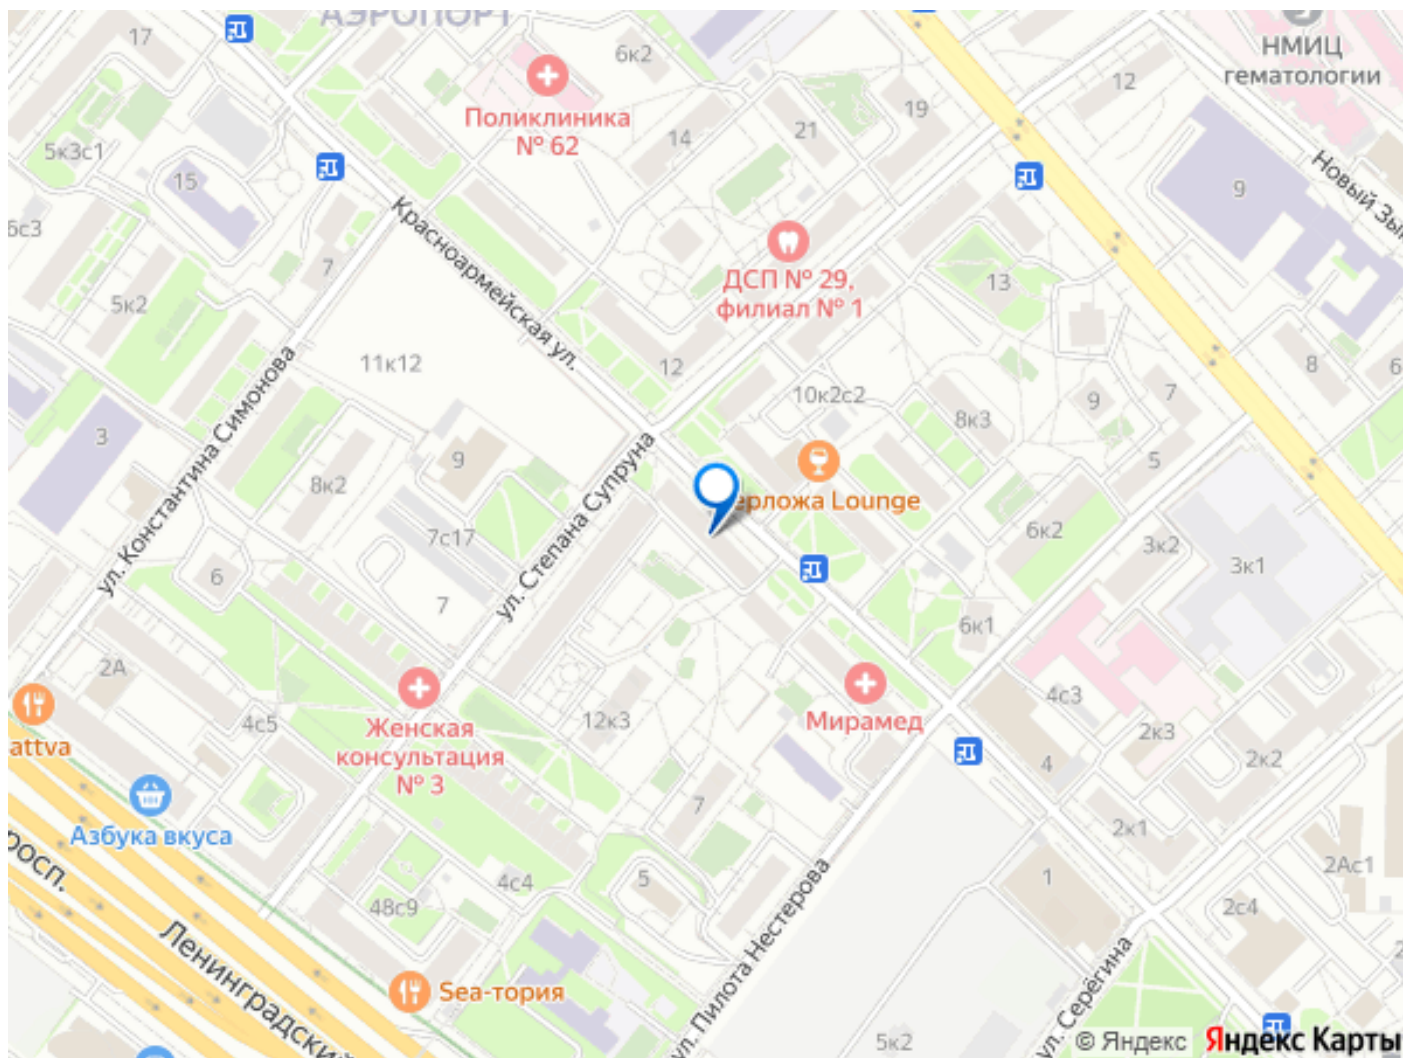 АЭРОПОРТ
17
6к2
НМИЦ
гематологии
12
Поликлиника
№ 62
14
21
19
5к3с1
15
9
Новый Зы
Красноармейская ул.
6с3
7
ДСП № 29,
филиал № 1
13
5к2
11к12
12
8
6
10к2с2
7
9
8к3
ул. Константина Симонова
3
9
5
8к2
ерложа Lounge
ул. Степана Супруна
7с17
6к2
3к2
3к1
6
7
6к1
2А
4с3
12к3
Мирамед
4с5
Женская
консультация
№ 3
attva
2к3
4
2к2
7
Азбука вкуса
2к1
росп.
2Ас1
4с4
5
1
48с9
2с4
Ленинградский
ул. Пилота Нестерова
ул. Серёгина
Sea-тория
5к2
© Яндекс
Яндекс Карты